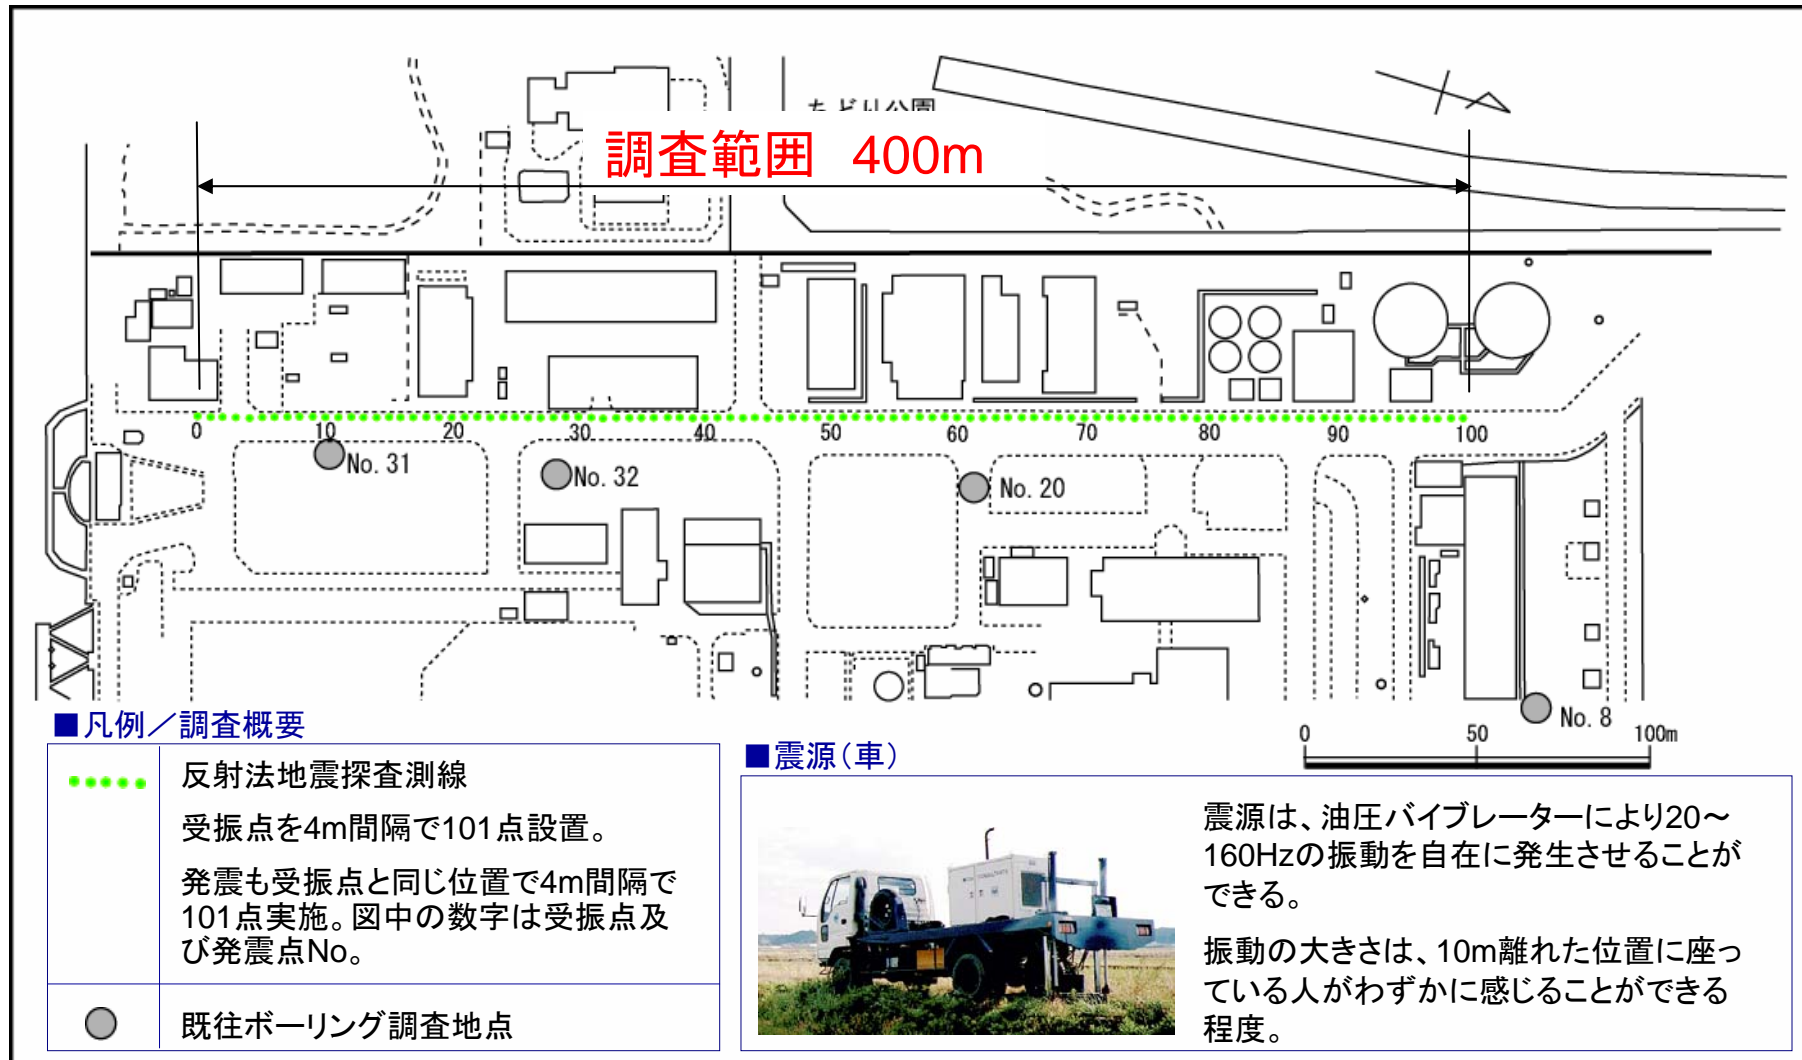 ちどり公園
調査範囲 400m
0 10 20 30 40 50 60 70 80 90 100
No. 31
No. 32
No. 20
No. 8
0 50 100m
■凡例／調査概要
反射法地震探査測線
受振点を4m間隔で101点設置。
発震も受振点と同じ位置で4m間隔で
101点実施。図中の数字は受振点及
び発震点No。
既往ボーリング調査地点
■震源（車）
震源は、油圧バイブレーターにより20～
160Hzの振動を自在に発生させることが
できる。
振動の大きさは、10m離れた位置に座っ
ている人がわずかに感じることができる
程度。